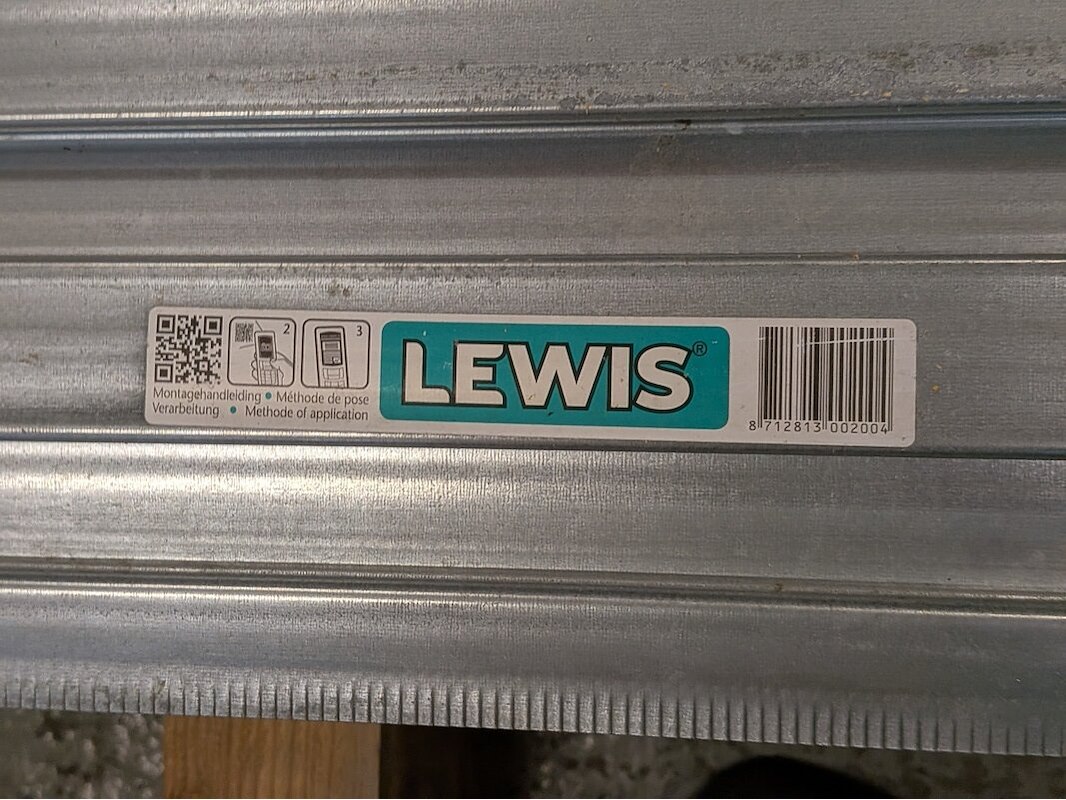 2
3
LEWIS®
Montagehandleiding • Méthode de pose
Verarbeitung • Methode of application
8 712813 002004